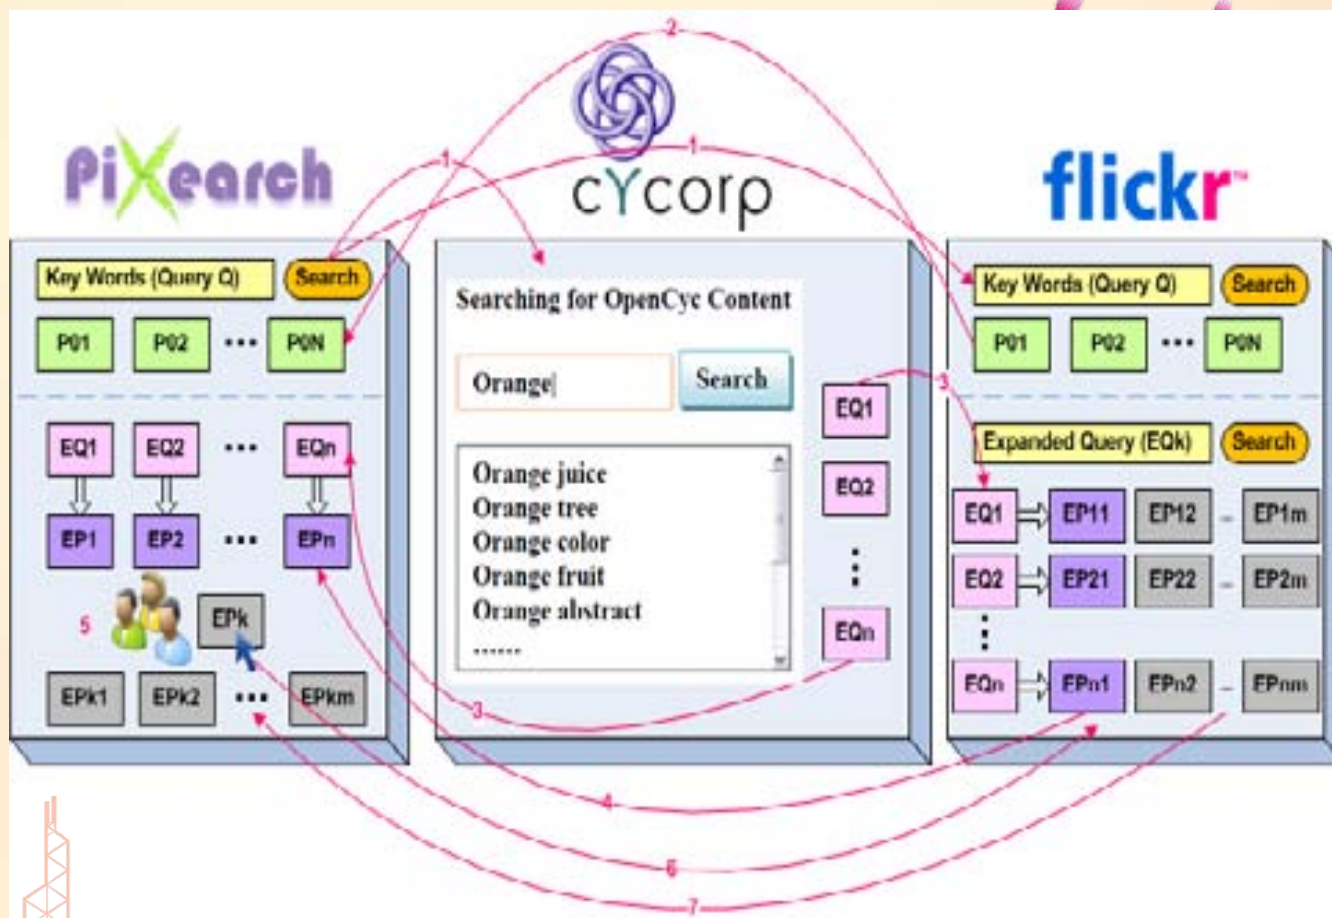 2
1
1
PiXearch
cYcorp
flickr™
Key Words (Query Q) Search
P01 P02 ... P0N
EQ1 EQ2 ... EQn
EP1 EP2 ... EPn
5
EPk
EPk1 EPk2 ... EPkm
Searching for OpenCyc Content
Orange Search
Orange juice
Orange tree
Orange color
Orange fruit
Orange abstract
......
EQ1
EQ2
EQn
3
3
Key Words (Query Q) Search
P01 P02 ... P0N
Expanded Query (EQk) Search
EQ1 EP11 EP12 ... EP1m
EQ2 EP21 EP22 ... EP2m
EQn EPn1 EPn2 ... EPnm
4
6
7